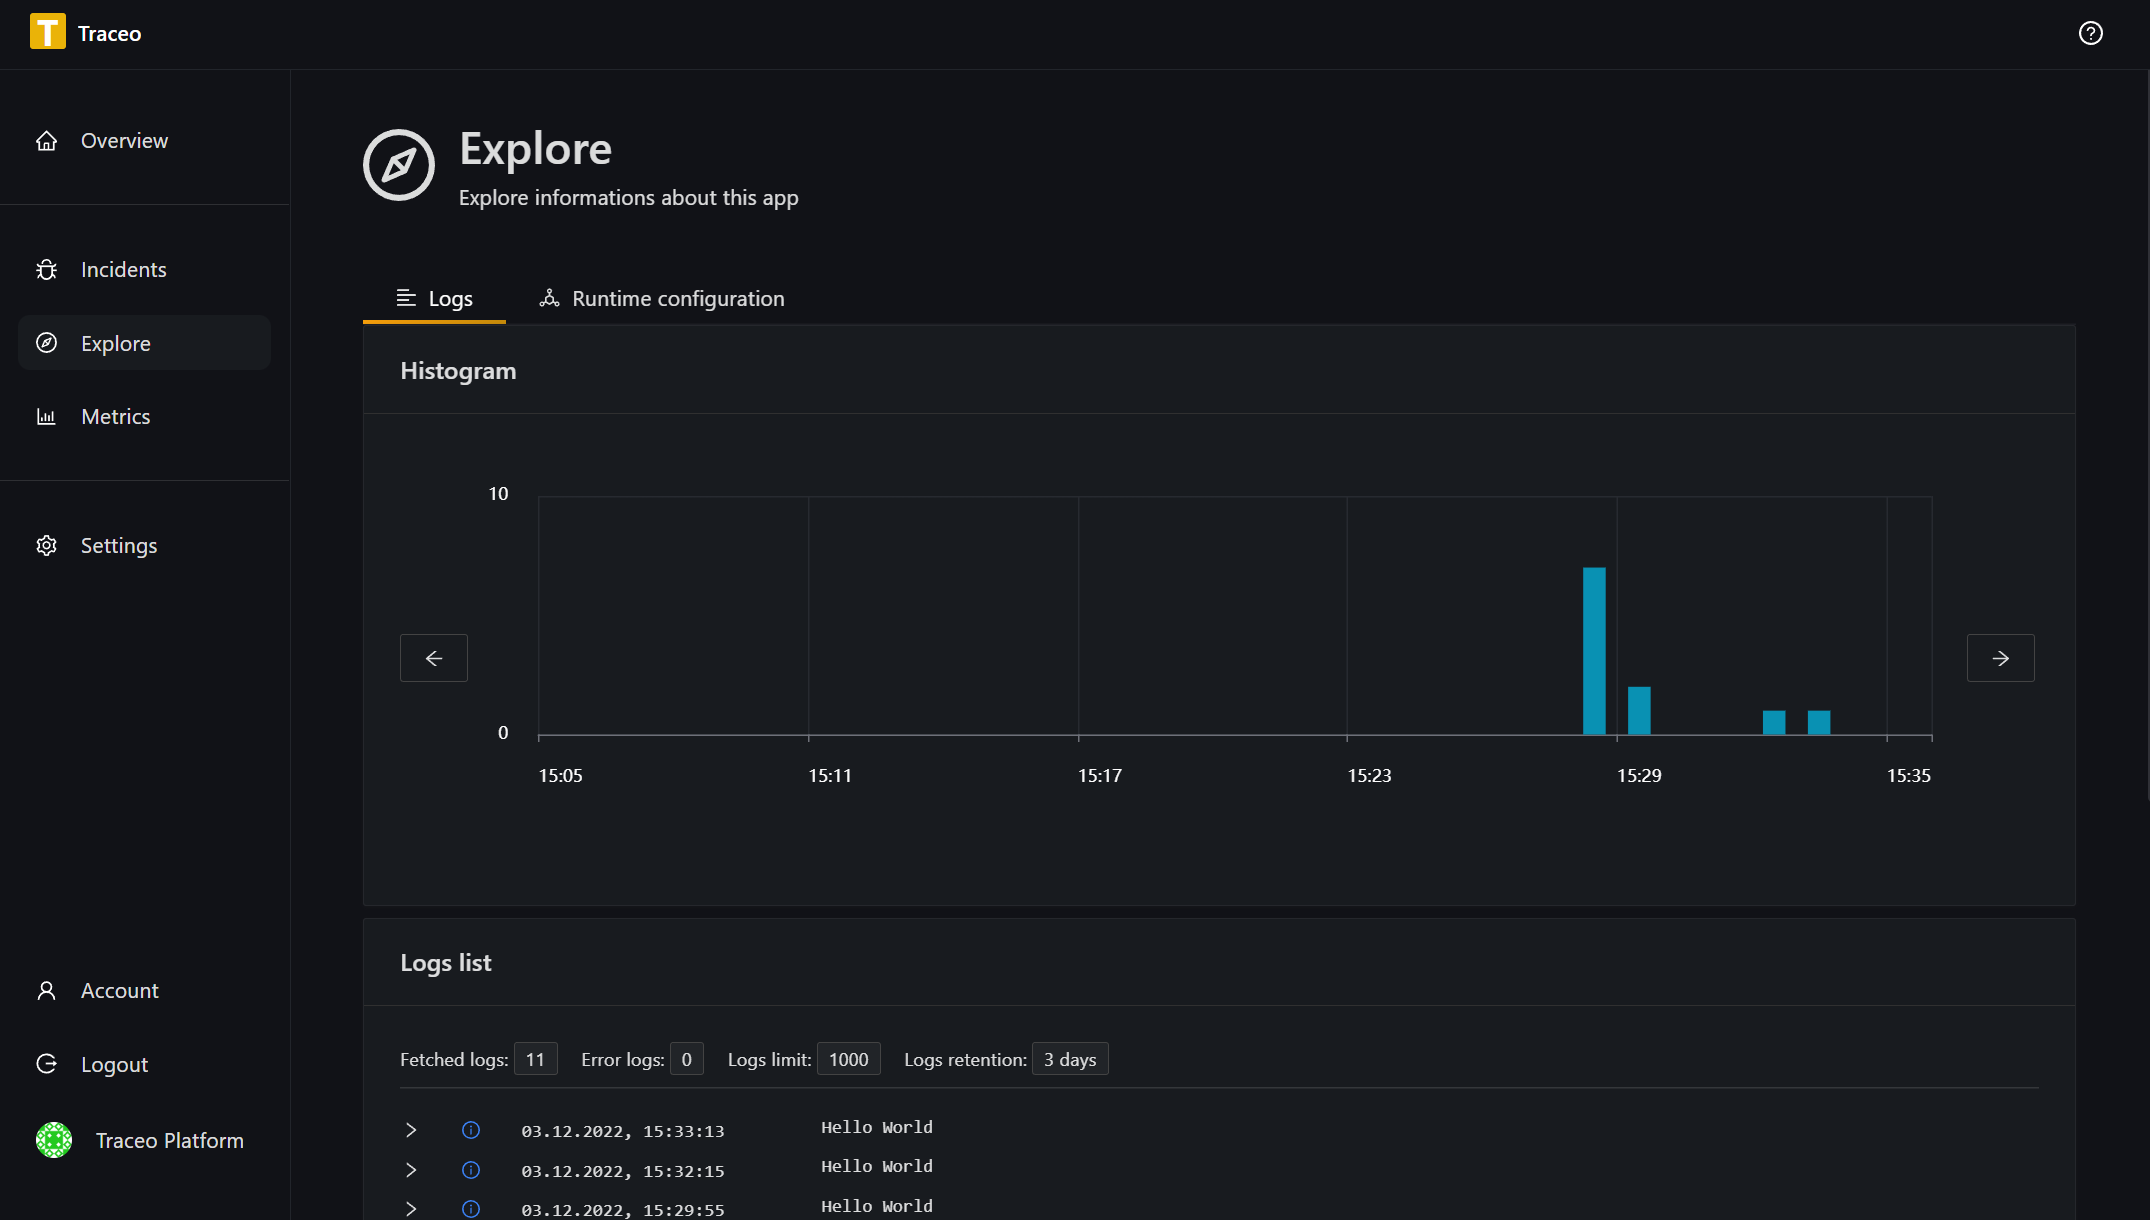 T Traceo
Overview
Incidents
Explore
Metrics
Settings
Account
Logout
Traceo Platform
Explore
Explore informations about this app
Logs Runtime configuration
Histogram
10
0
15:05 15:11 15:17 15:23 15:29 15:35
Logs list
Fetched logs: 11 Error logs: 0 Logs limit: 1000 Logs retention: 3 days
03.12.2022, 15:33:13 Hello World
03.12.2022, 15:32:15 Hello World
03.12.2022, 15:29:55 Hello World